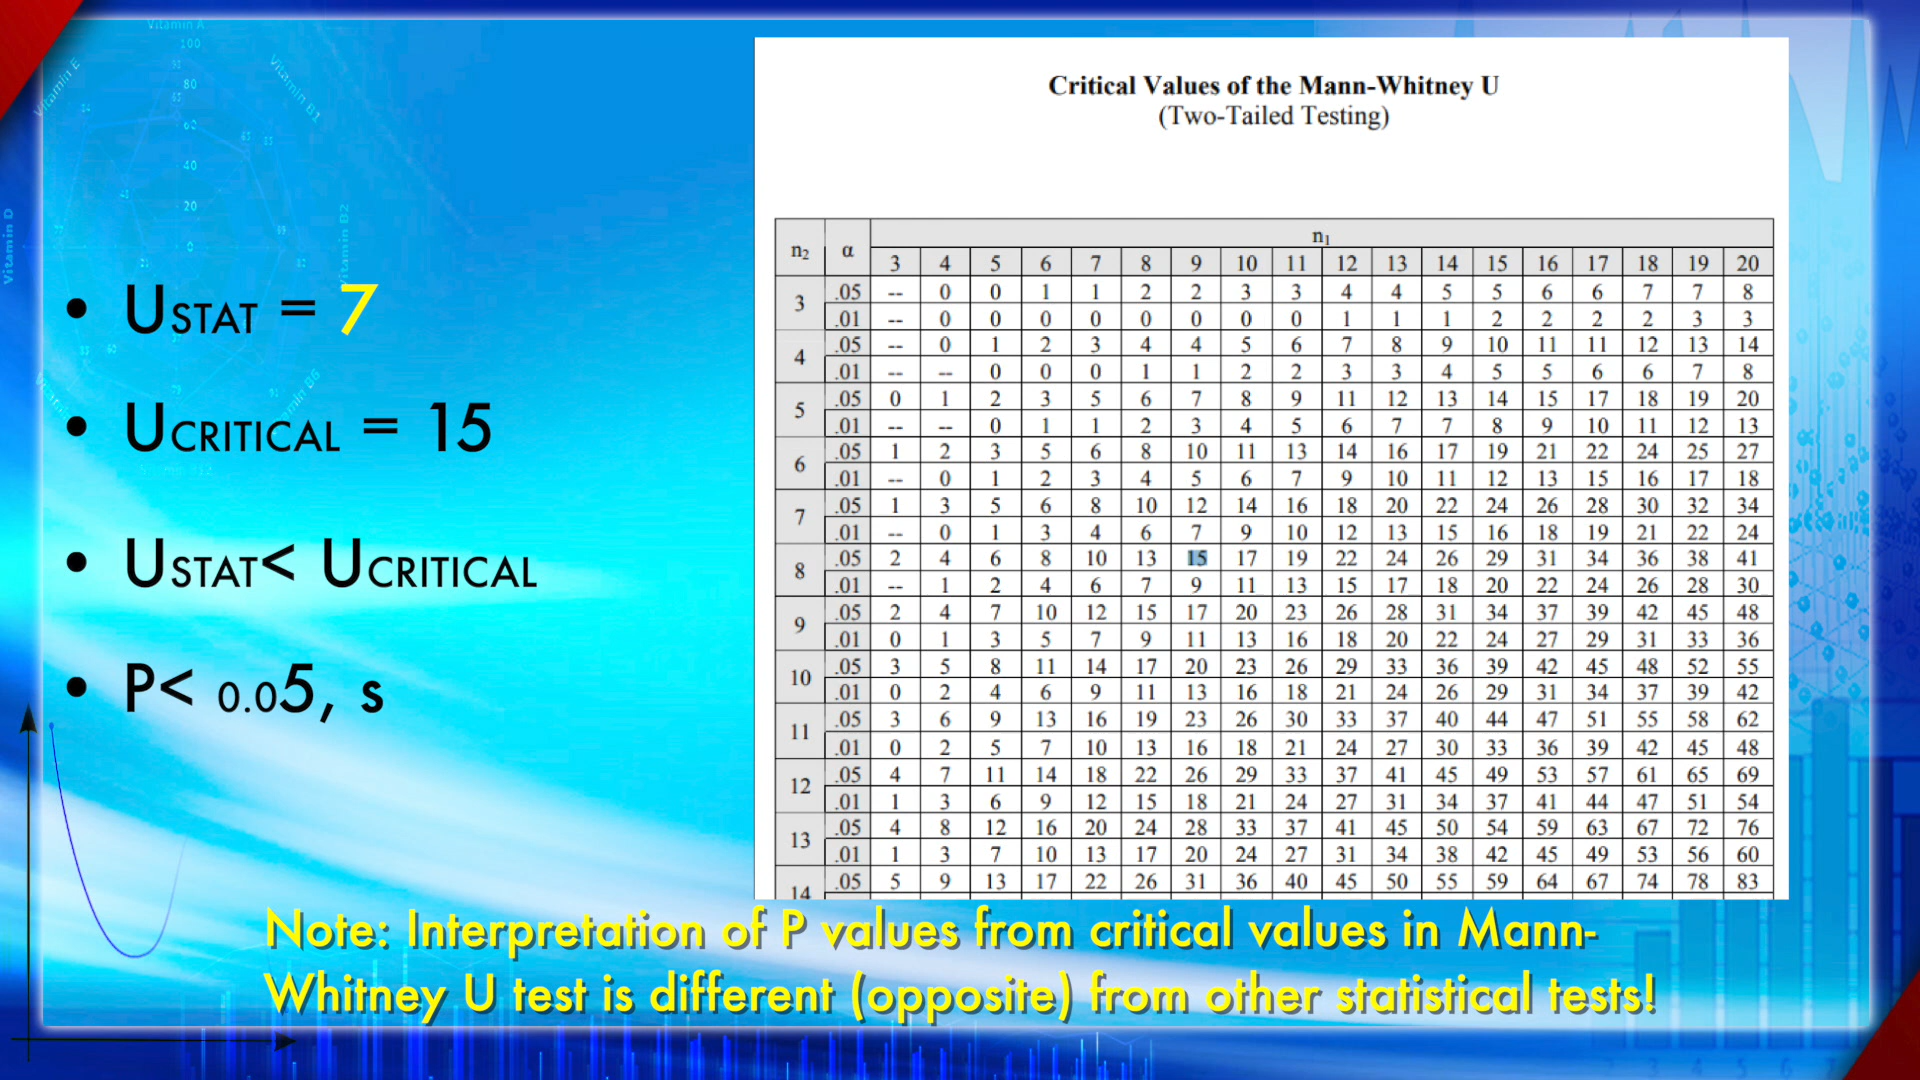 Vitamin A
100
Vitamin E
Vitamin B1
80
60
40
20
0
Vitamin D
Vitamin B2
• USTAT = 7
• UCRITICAL = 15
• USTAT< UCRITICAL
• P< 0.05, s
Critical Values of the Mann-Whitney U
(Two-Tailed Testing)
n2 α n1
3 4 5 6 7 8 9 10 11 12 13 14 15 16 17 18 19 20
3 .05 -- 0 0 1 1 2 2 3 3 4 4 5 5 6 6 7 7 8
.01 -- 0 0 0 0 0 0 0 0 1 1 1 2 2 2 2 3 3
4 .05 -- 0 1 2 3 4 4 5 6 7 8 9 10 11 11 12 13 14
.01 -- -- 0 0 0 1 1 2 2 3 3 4 5 5 6 6 7 8
5 .05 0 1 2 3 5 6 7 8 9 11 12 13 14 15 17 18 19 20
.01 -- -- 0 1 1 2 3 4 5 6 7 7 8 9 10 11 12 13
6 .05 1 2 3 5 6 8 10 11 13 14 16 17 19 21 22 24 25 27
.01 -- 0 1 2 3 4 5 6 7 9 10 11 12 13 15 16 17 18
7 .05 1 3 5 6 8 10 12 14 16 18 20 22 24 26 28 30 32 34
.01 -- 0 1 3 4 6 7 9 10 12 13 15 16 18 19 21 22 24
8 .05 2 4 6 8 10 13 15 17 19 22 24 26 29 31 34 36 38 41
.01 -- 1 2 4 6 7 9 11 13 15 17 18 20 22 24 26 28 30
9 .05 2 4 7 10 12 15 17 20 23 26 28 31 34 37 39 42 45 48
.01 0 1 3 5 7 9 11 13 16 18 20 22 24 27 29 31 33 36
10 .05 3 5 8 11 14 17 20 23 26 29 33 36 39 42 45 48 52 55
.01 0 2 4 6 9 11 13 16 18 21 24 26 29 31 34 37 39 42
11 .05 3 6 9 13 16 19 23 26 30 33 37 40 44 47 51 55 58 62
.01 0 2 5 7 10 13 16 18 21 24 27 30 33 36 39 42 45 48
12 .05 4 7 11 14 18 22 26 29 33 37 41 45 49 53 57 61 65 69
.01 1 3 6 9 12 15 18 21 24 27 31 34 37 41 44 47 51 54
13 .05 4 8 12 16 20 24 28 33 37 41 45 50 54 59 63 67 72 76
.01 1 3 7 10 13 17 20 24 27 31 34 38 42 45 49 53 56 60
14 .05 5 9 13 17 22 26 31 36 40 45 50 55 59 64 67 74 78 83
Note: Interpretation of P values from critical values in Mann-
Whitney U test is different (opposite) from other statistical tests!